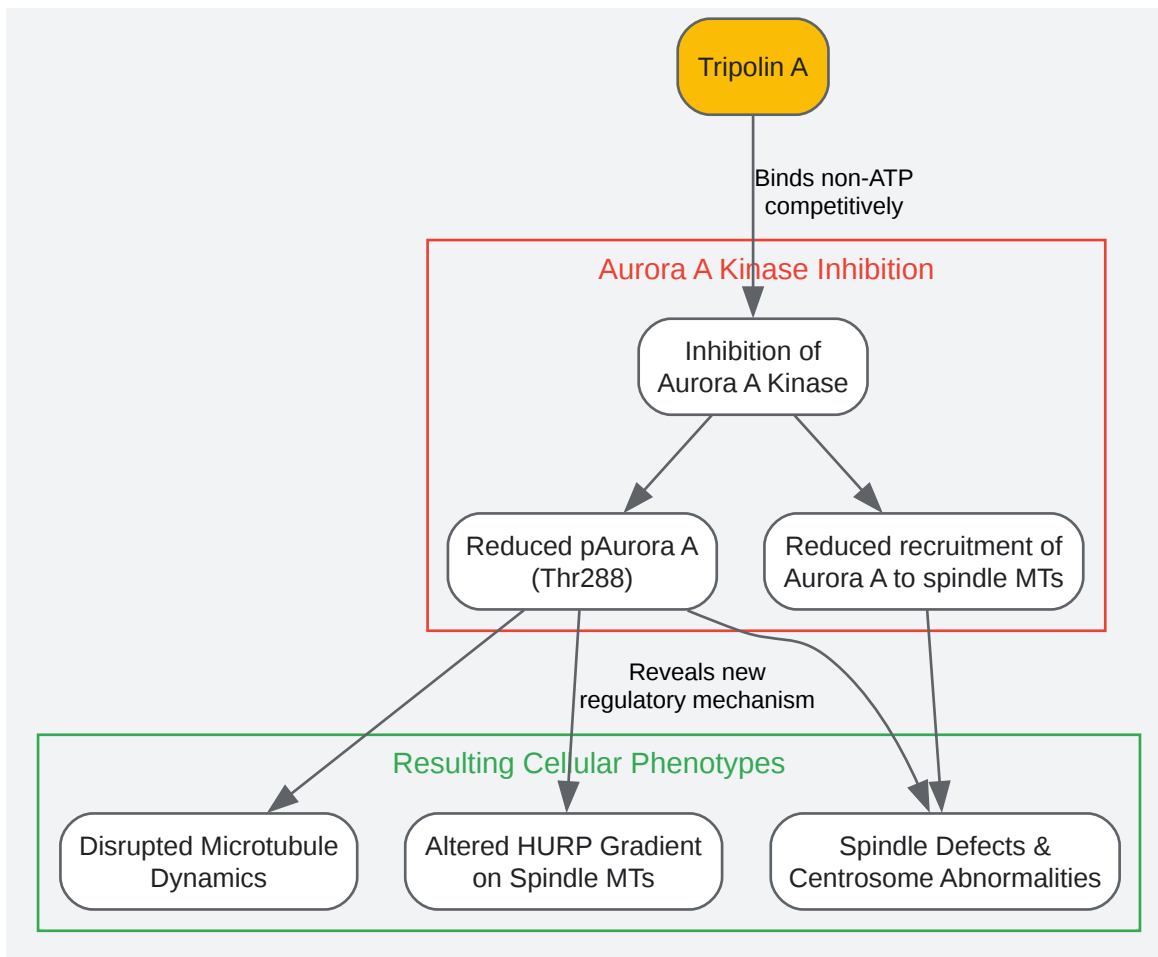 Tripolin A
Binds non-ATP
competitively
Aurora A Kinase Inhibition
Inhibition of
Aurora A Kinase
Reduced pAurora A
(Thr288)
Reduced recruitment of
Aurora A to spindle MTs
Reveals new
regulatory mechanism
Resulting Cellular Phenotypes
Disrupted Microtubule
Dynamics
Altered HURP Gradient
on Spindle MTs
Spindle Defects &
Centrosome Abnormalities